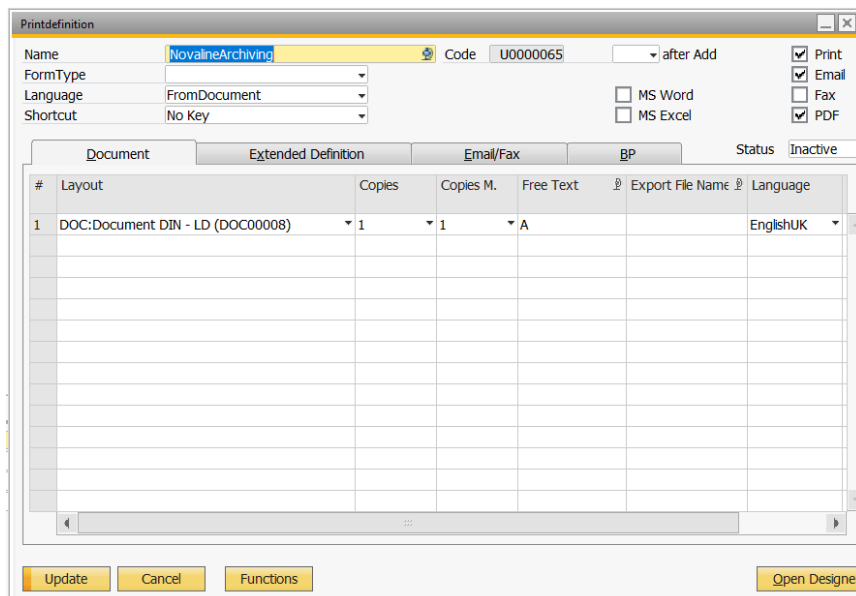 Printdefinition
Name NovalineArchiving Code U0000065 after Add Print
FormType Email
Language FromDocument MS Word Fax
Shortcut No Key MS Excel PDF
Document Extended Definition Email/Fax BP Status Inactive
# Layout Copies Copies M. Free Text Export File Name Language
1 DOC:Document DIN - LD (DOC00008) 1 1 A EnglishUK
Update Cancel Functions Open Designe